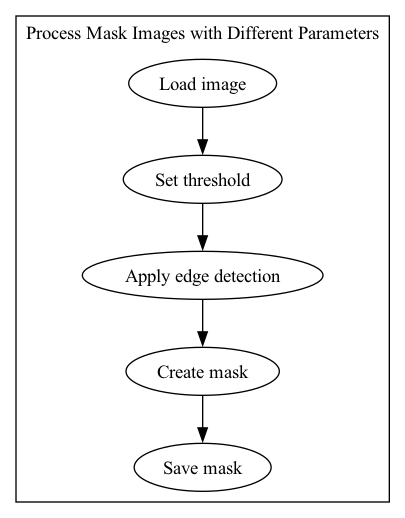 Process Mask Images with Different Parameters
Load image
Set threshold
Apply edge detection
Create mask
Save mask